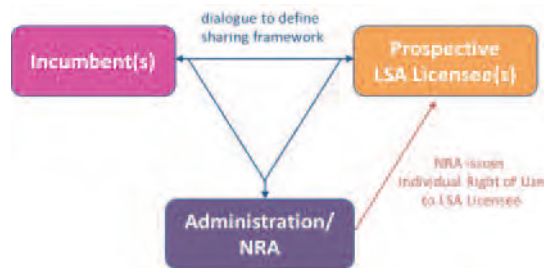 dialogue to define
sharing framework
Incumbent(s)
Prospective
LSA Licensee(s)
NRA issues
Individual Right of Use
to LSA Licensee
Administration/
NRA